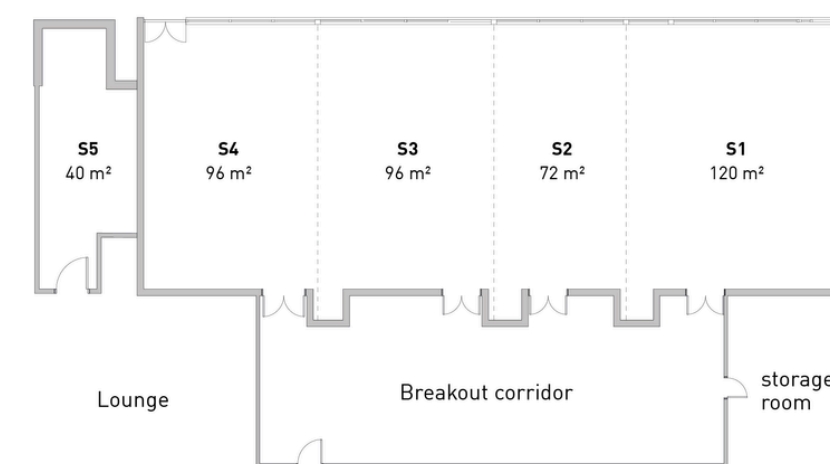 S5
40 m²
S4
96 m²
S3
96 m²
S2
72 m²
S1
120 m²
Lounge
Breakout corridor
storage
room